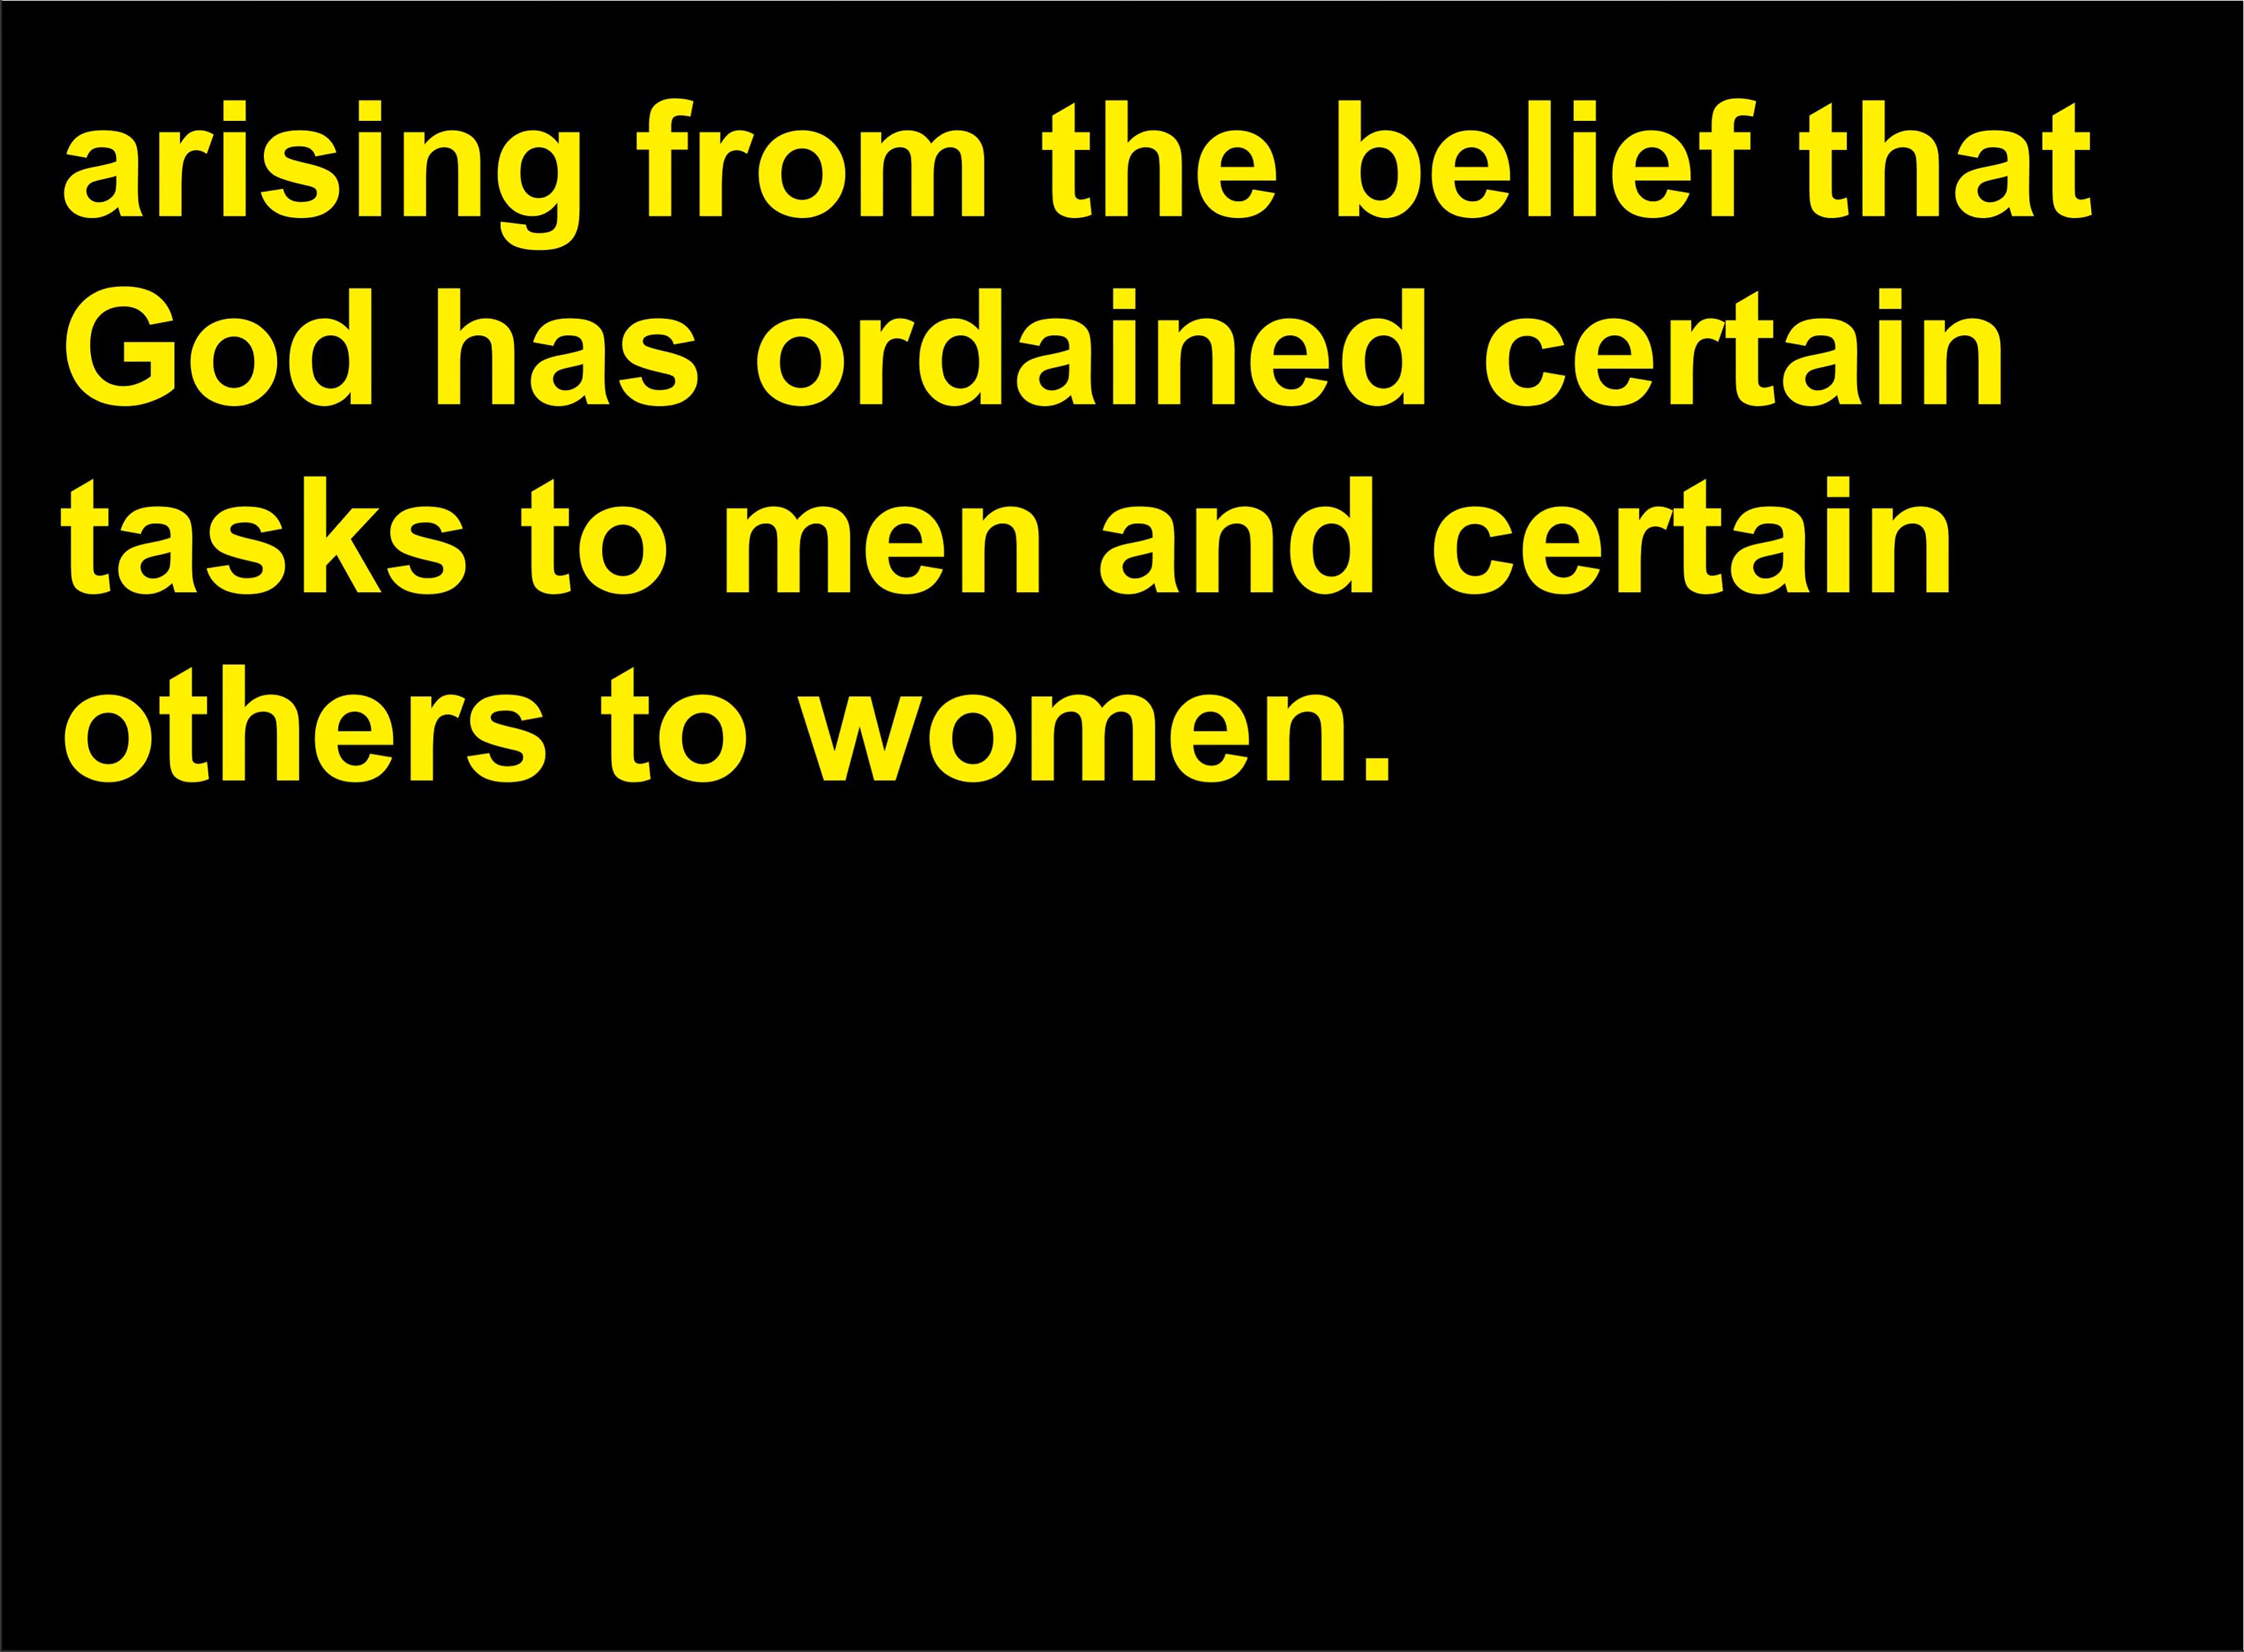 arising from the belief that
God has ordained certain
tasks to men and certain
others to women.